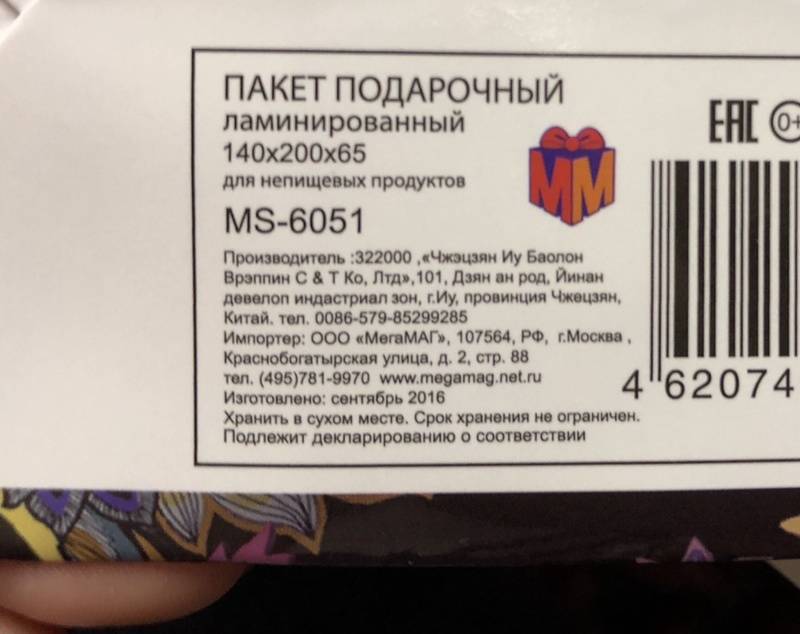 ПАКЕТ ПОДАРОЧНЫЙ
ламинированный
140х200х65
для непищевых продуктов
MS-6051
ММ
EAC 0+
Производитель :322000 ,«Чжэцзян Иу Баолон
Врэппин С & Т Ко, Лтд»,101, Дзян ан род, Йинан
девелоп индастриал зон, г.Иу, провинция Чжецзян,
Китай. тел. 0086-579-85299285
Импортер: ООО «МегаМАГ», 107564, РФ, г.Москва ,
Краснобогатырская улица, д. 2, стр. 88
тел. (495)781-9970 www.megamag.net.ru
Изготовлено: сентябрь 2016
Хранить в сухом месте. Срок хранения не ограничен.
Подлежит декларированию о соответствии
4 62074